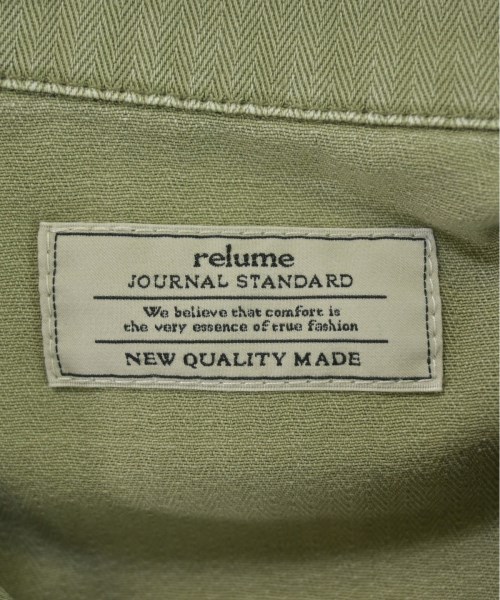 relume
JOURNAL STANDARD
We believe that comfort is
the very essence of true fashion
NEW QUALITY MADE